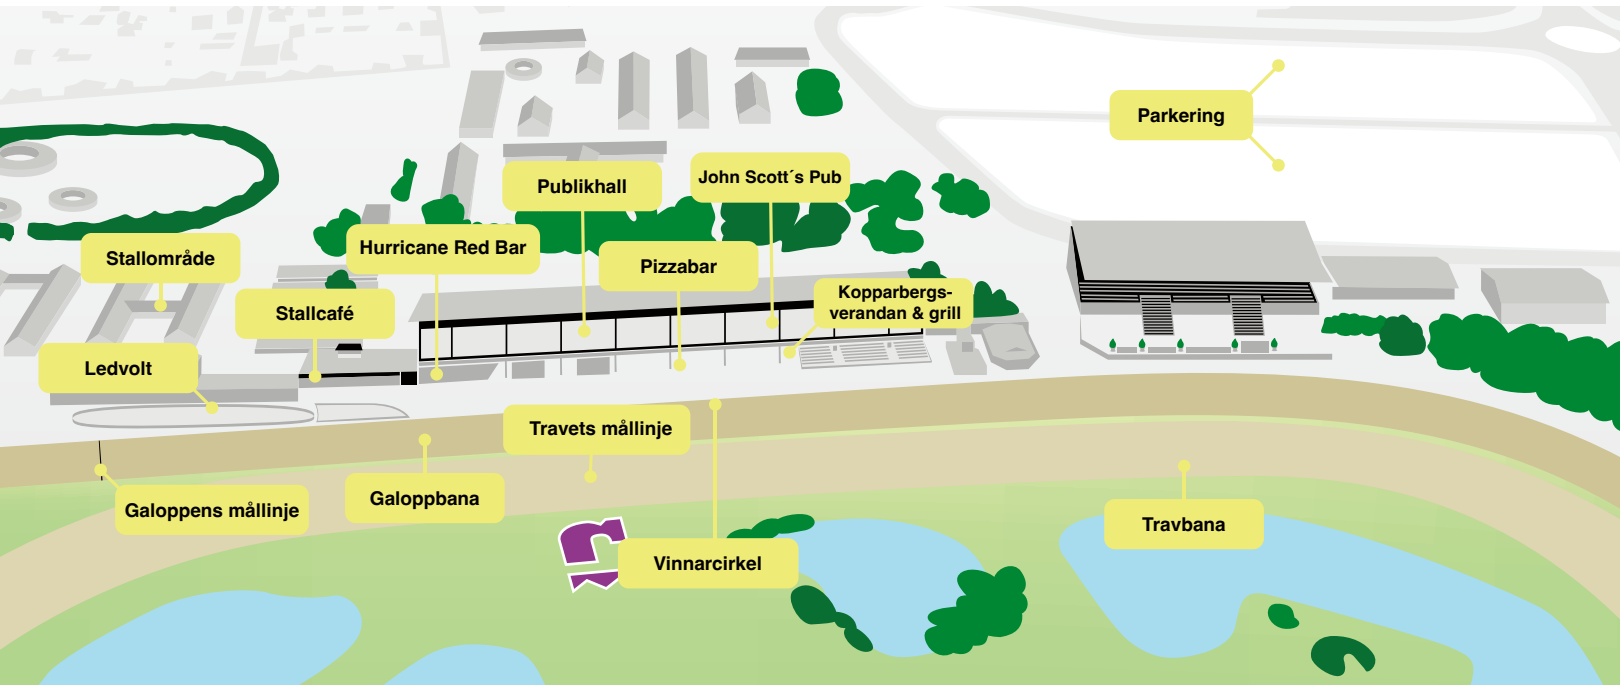 Parkering
Publikhall
John Scott´s Pub
Stallområde
Hurricane Red Bar
Pizzabar
Stallcafé
Kopparbergs-
verandan & grill
Ledvolt
Travets mållinje
Galoppens mållinje
Galoppbana
Travbana
Vinnarcirkel